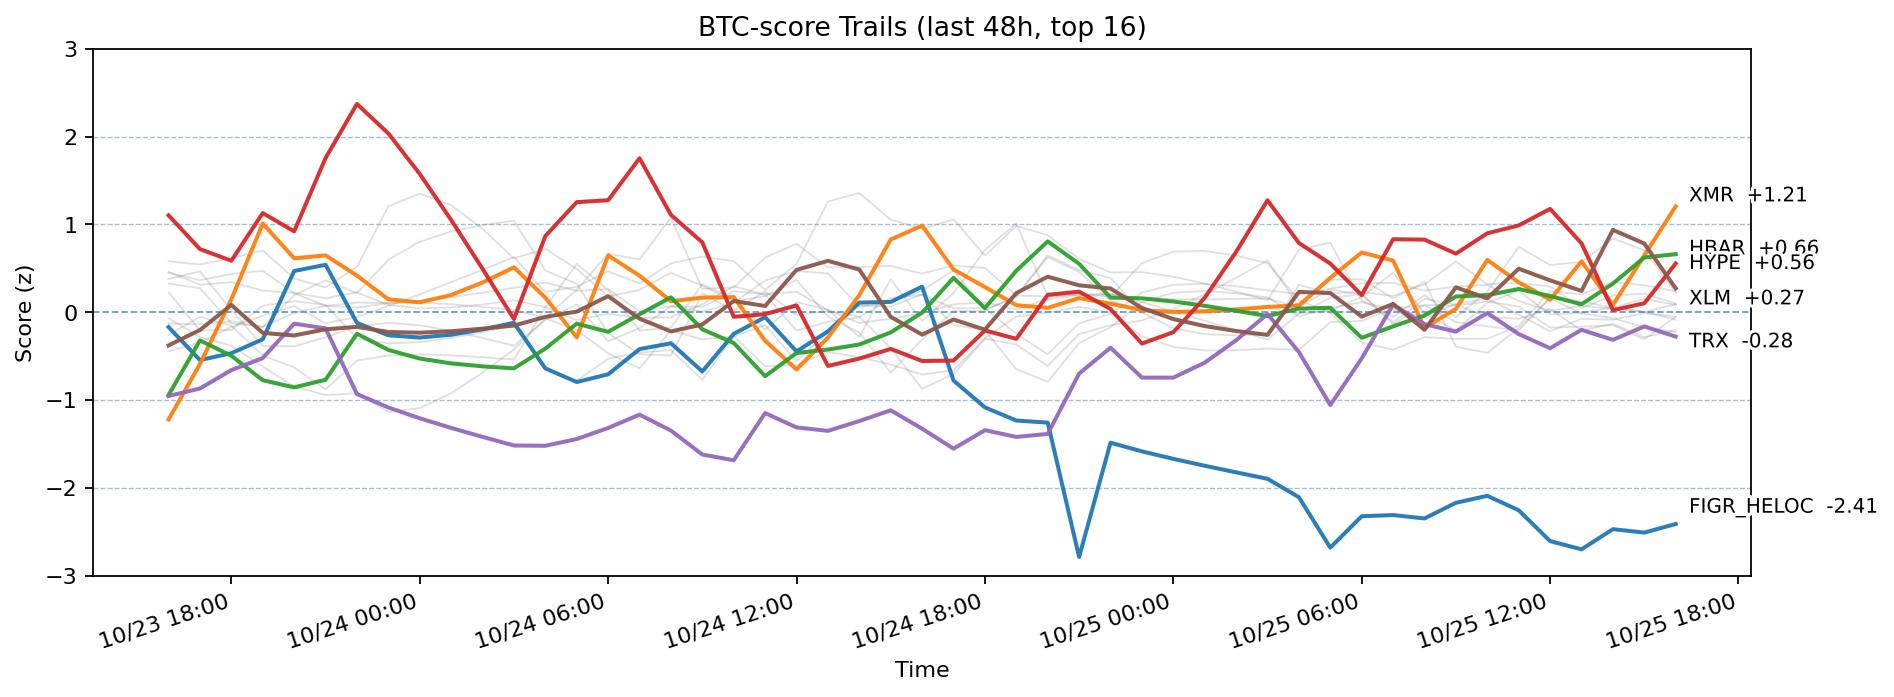 BTC-score Trails (last 48h, top 16)
3
2
1
0
−1
−2
−3
Score (z)
XMR +1.21
HBAR +0.66
HYPE +0.56
XLM +0.27
TRX -0.28
FIGR_HELOC -2.41
10/23 18:00
10/24 00:00
10/24 06:00
10/24 12:00
10/24 18:00
10/25 00:00
10/25 06:00
10/25 12:00
10/25 18:00
Time